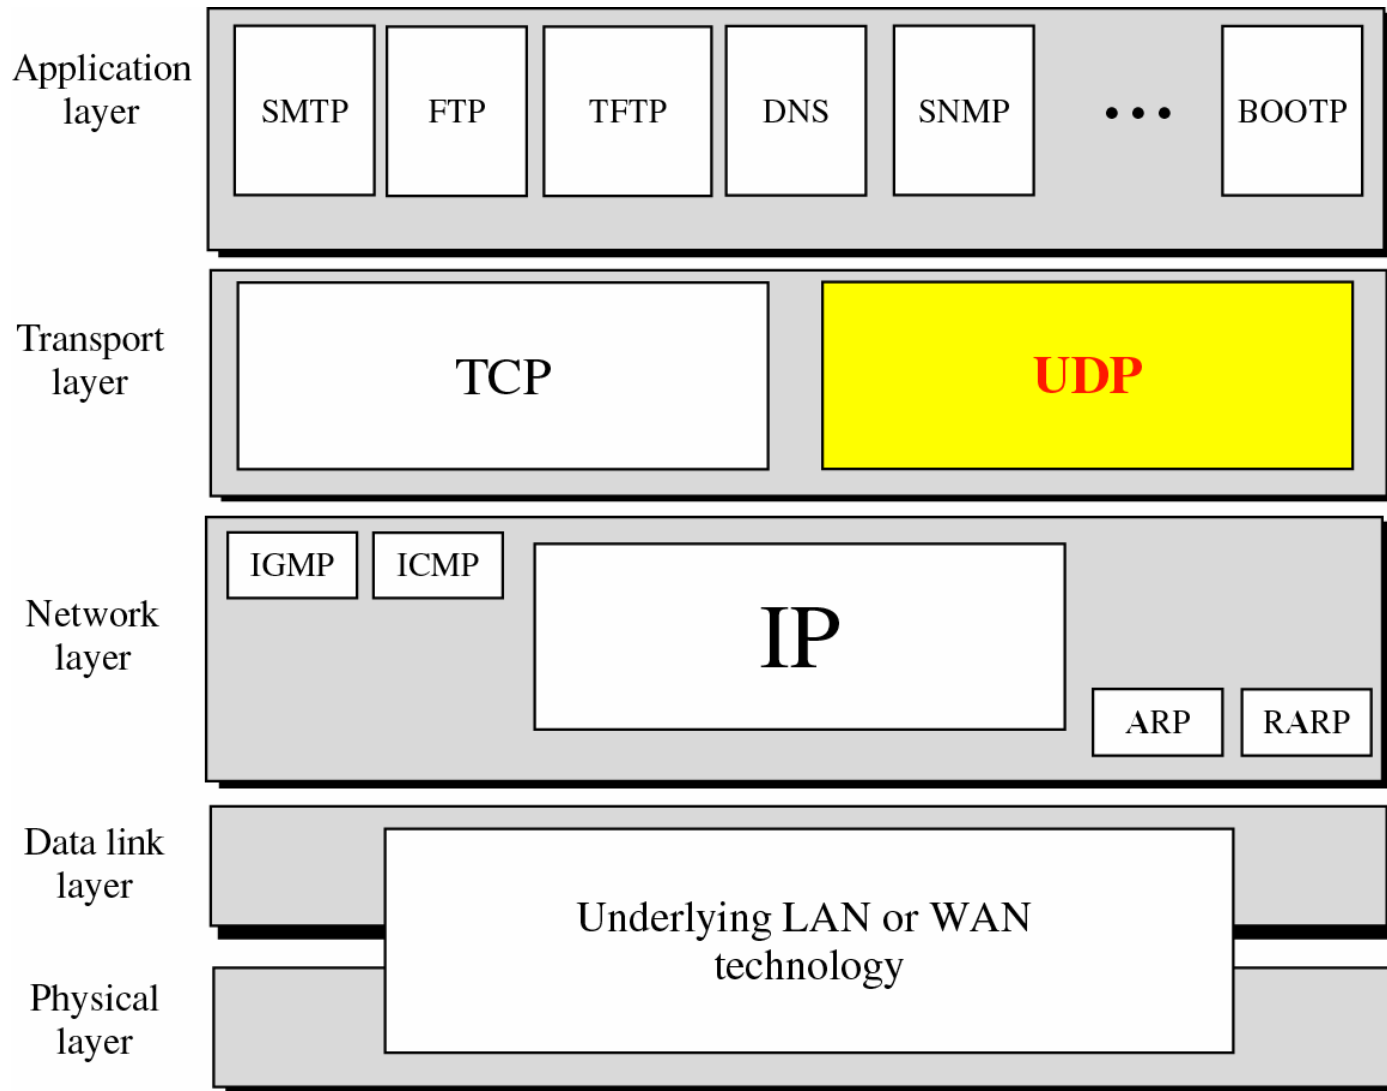 Application
layer
SMTP
FTP
TFTP
DNS
SNMP
• • •
BOOTP
Transport
layer
TCP
UDP
Network
layer
IGMP
ICMP
IP
ARP
RARP
Data link
layer
Underlying LAN or WAN
technology
Physical
layer